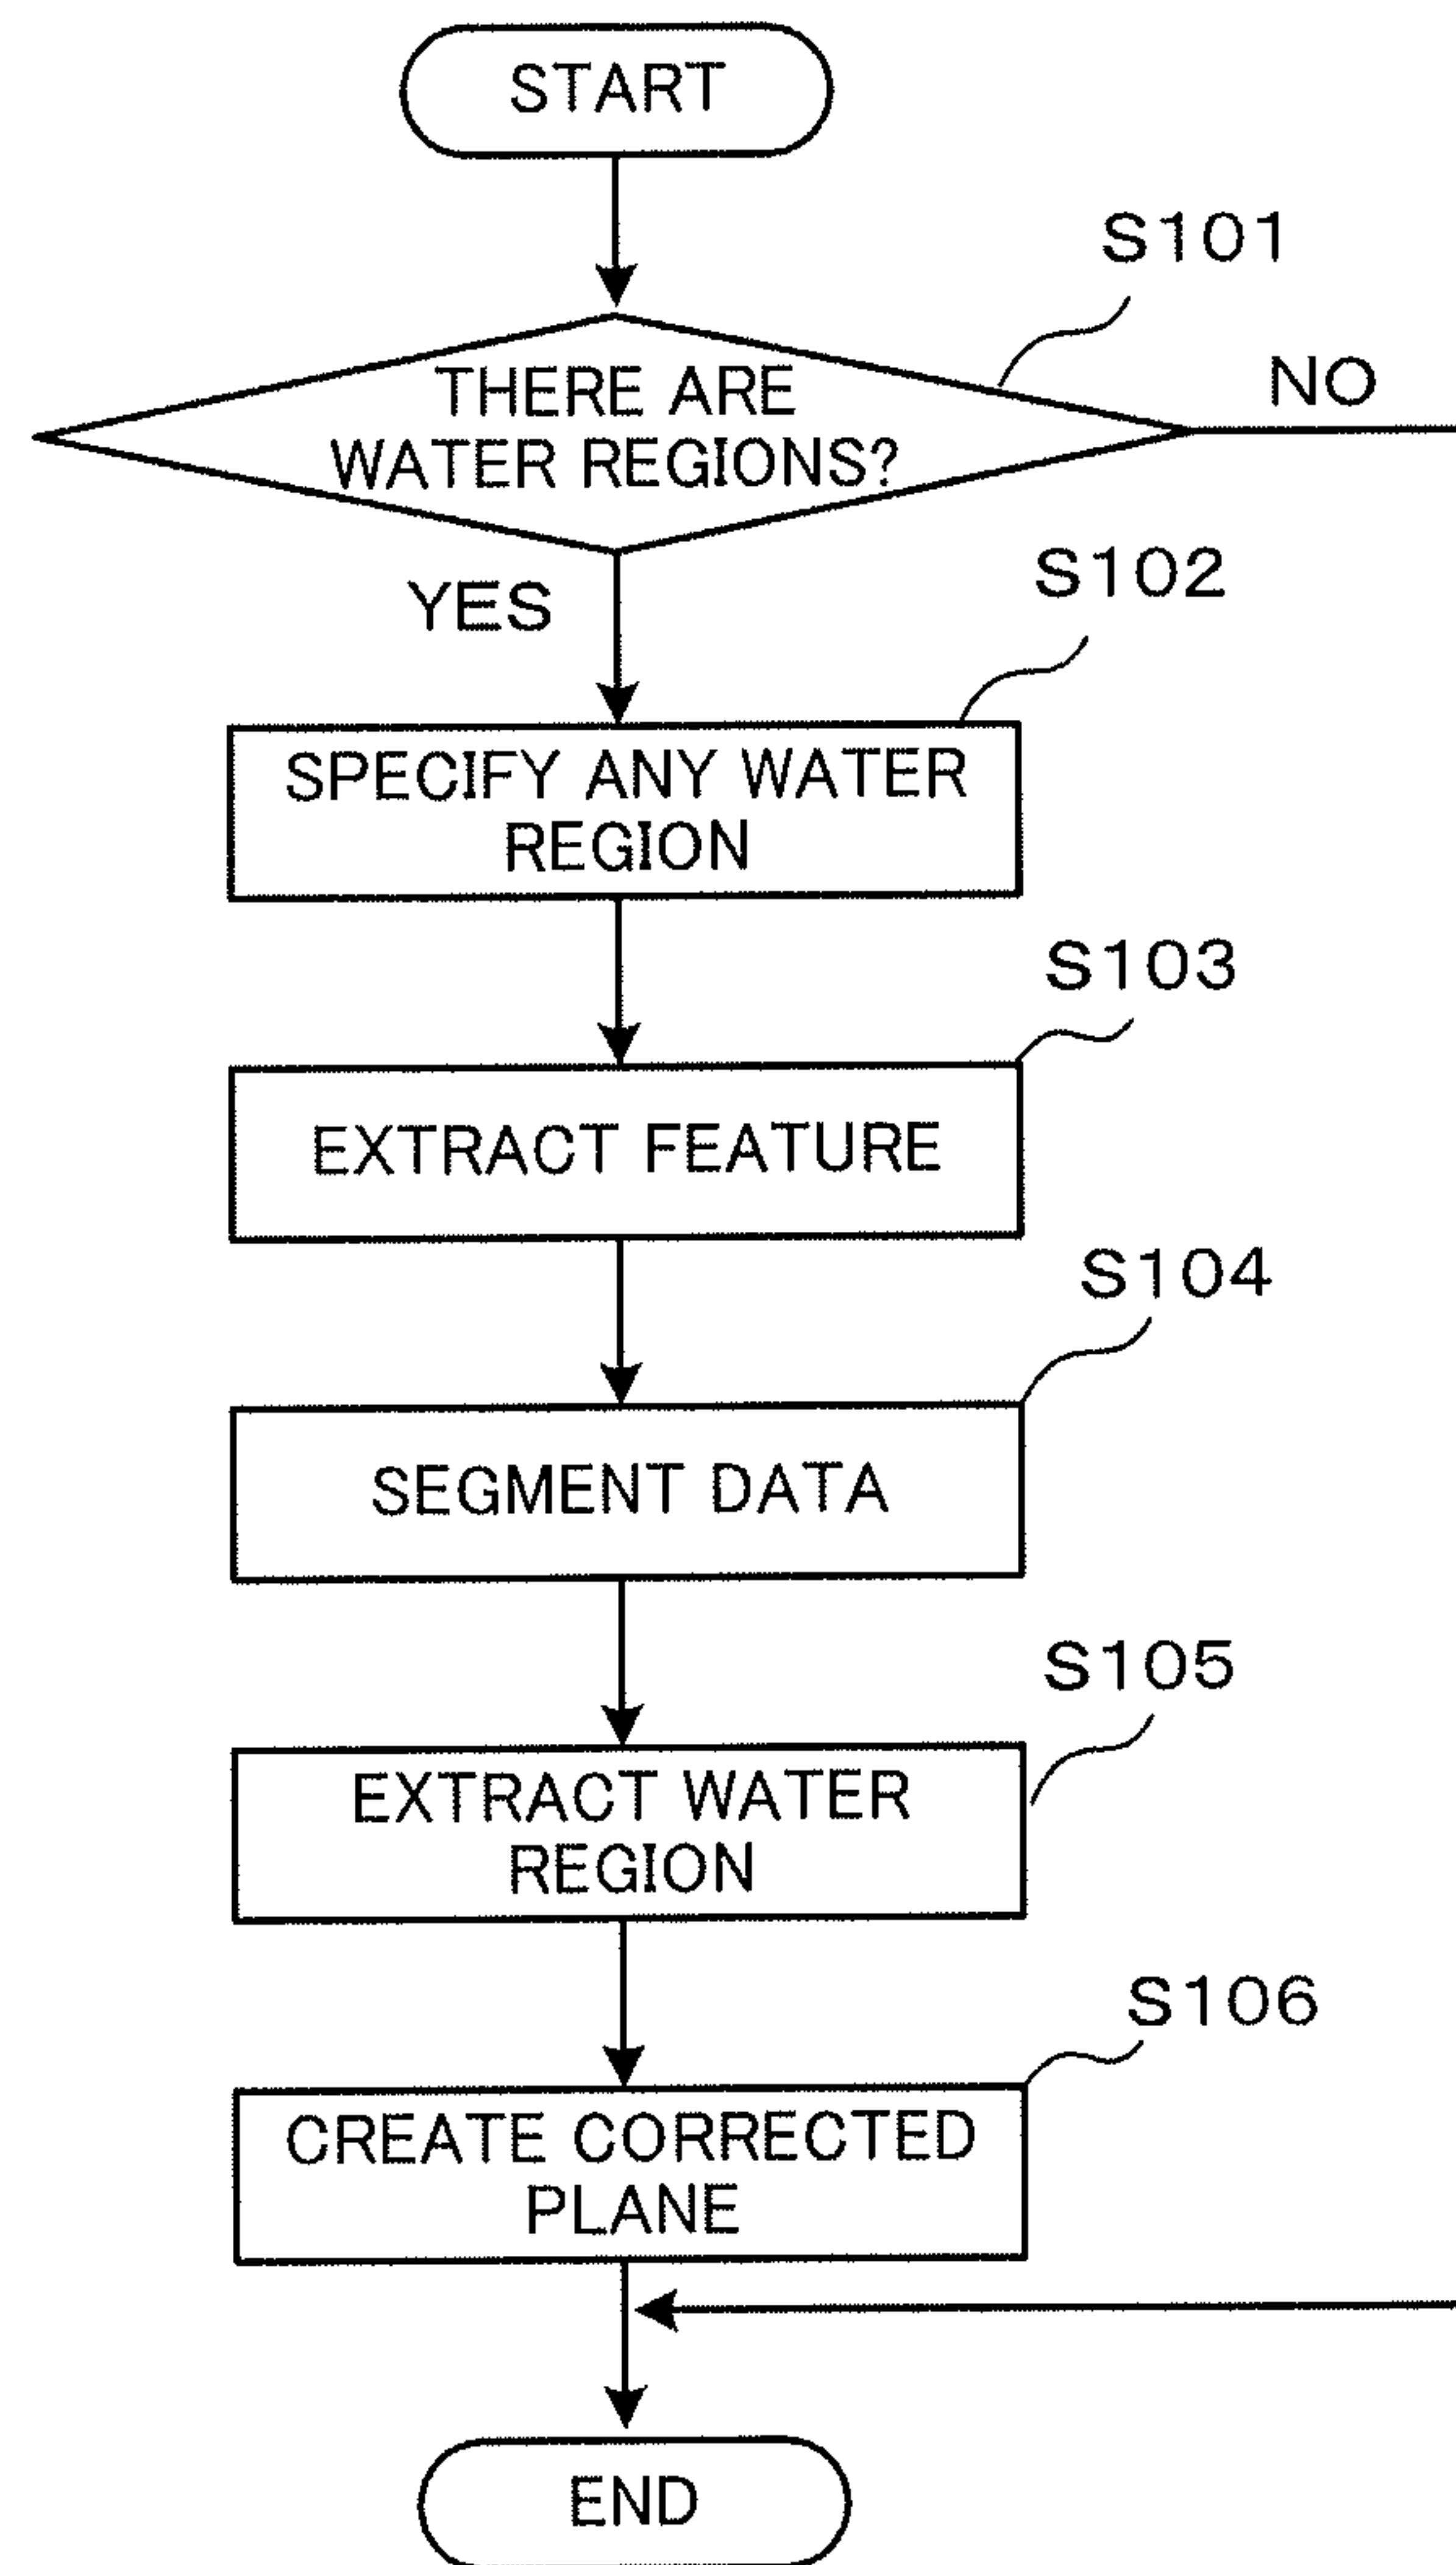 START
S101
THERE ARE
WATER REGIONS?
NO
YES
S102
SPECIFY ANY WATER
REGION
S103
EXTRACT FEATURE
S104
SEGMENT DATA
S105
EXTRACT WATER
REGION
S106
CREATE CORRECTED
PLANE
END